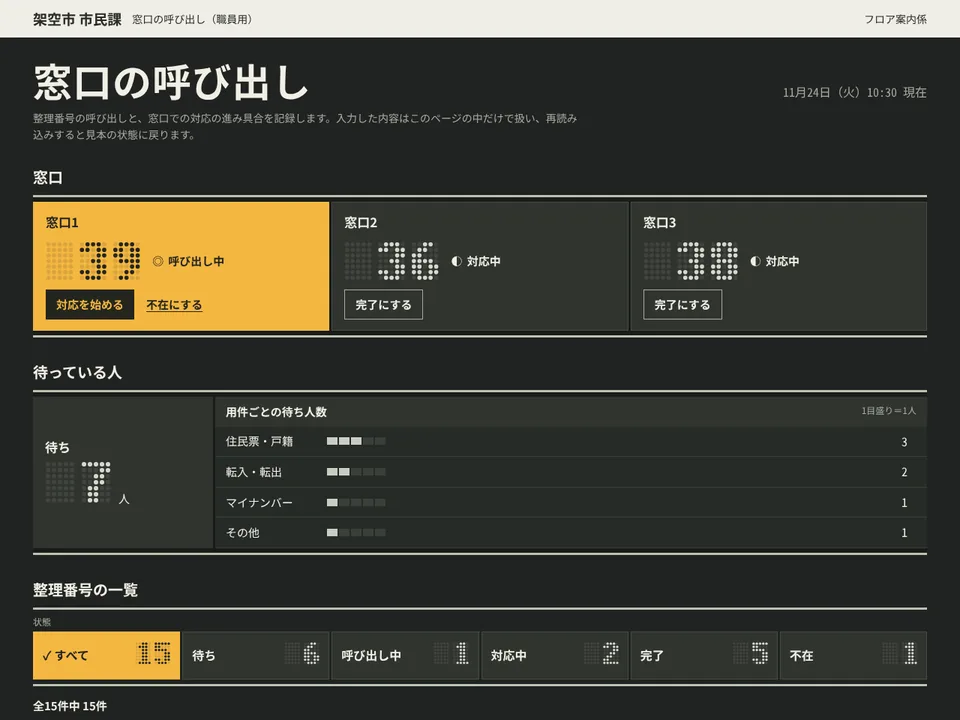 架空市 市民課 窓口の呼び出し（職員用） フロア案内係
窓口の呼び出し
11月24日（火）10:30 現在
整理番号の呼び出しと、窓口での対応の進み具合を記録します。入力した内容はこのページの中だけで扱い、再読み
込みすると見本の状態に戻ります。
窓口
窓口1
39 ◎ 呼び出し中
対応を始める 不在にする
窓口2
36 ◐ 対応中
完了にする
窓口3
38 ◐ 対応中
完了にする
待っている人
待ち
7 人
用件ごとの待ち人数 1目盛り＝1人
住民票・戸籍 3
転入・転出 2
マイナンバー 1
その他 1
整理番号の一覧
状態
✓ すべて 15
待ち 6
呼び出し中 1
対応中 2
完了 5
不在 1
全15件中 15件